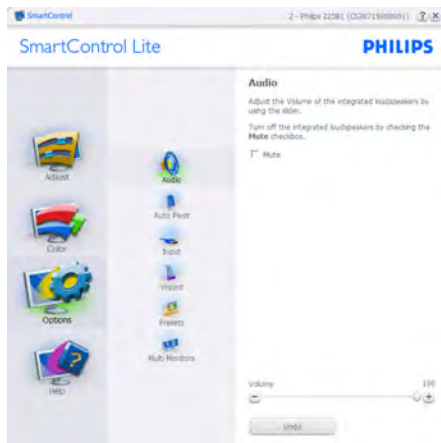 SmartControl
2 - Philips 225B1
SmartControl Lite
PHILIPS
Audio
Adjust the Volume of the integrated loudspeakers by
using the slider.
Turn off the integrated loudspeakers by checking the
Mute checkbox.
Mute
Adjust
Audio
Auto Pivot
Color
Input
Wizard
Options
Presets
Multi Monitors
Help
Volume
100
Undo